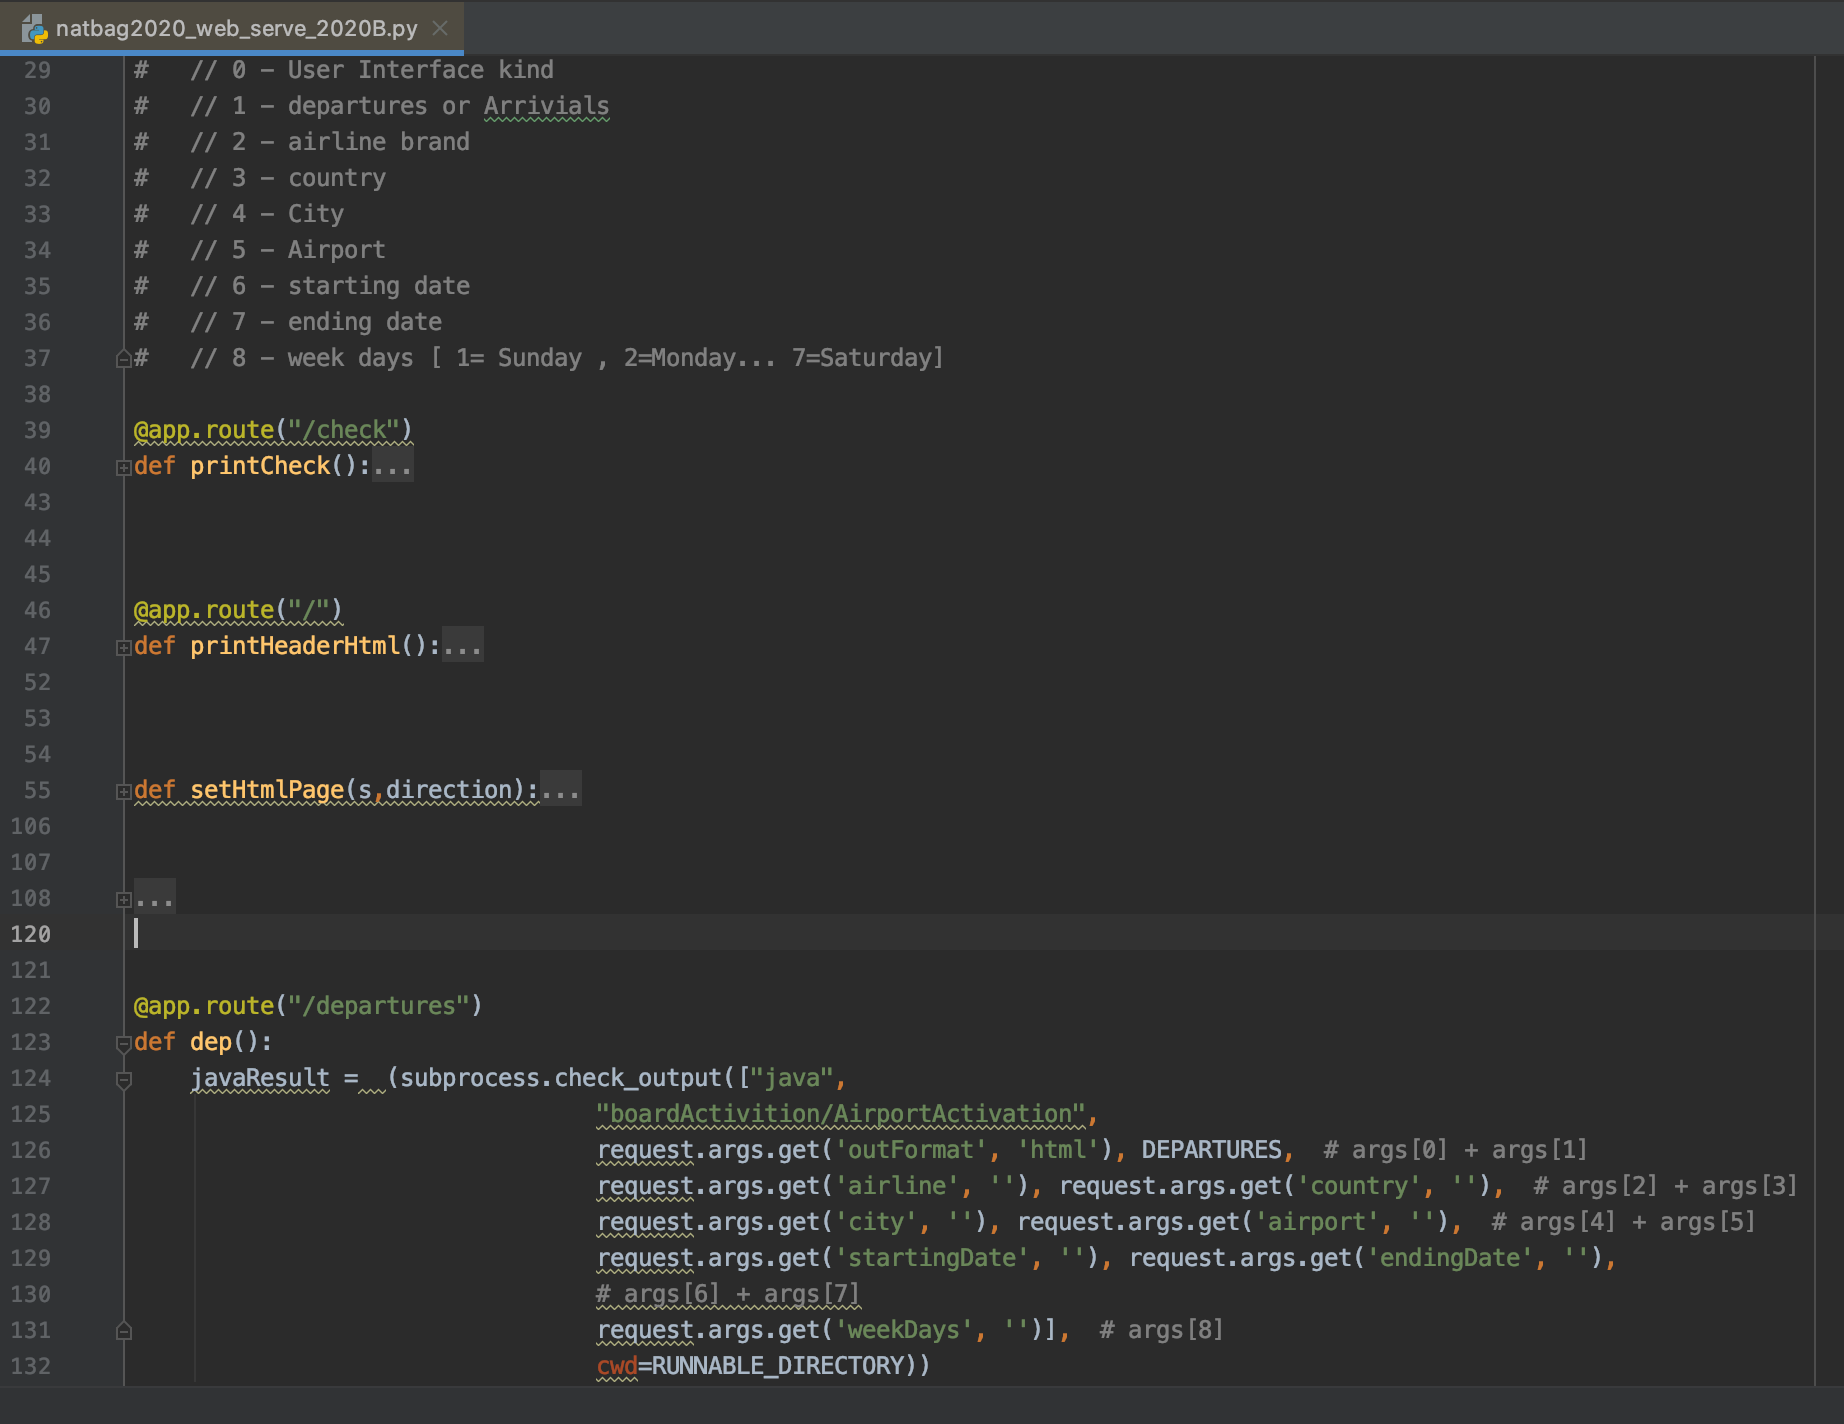 natbag2020_web_serve_2020B.py
29 #   // 0 – User Interface kind
30 #   // 1 – departures or Arrivials
31 #   // 2 – airline brand
32 #   // 3 – country
33 #   // 4 – City
34 #   // 5 – Airport
35 #   // 6 – starting date
36 #   // 7 – ending date
37 #   // 8 – week days [ 1= Sunday , 2=Monday... 7=Saturday]
38
39 @app.route("/check")
40 def printCheck():...
43
44
45
46 @app.route("/")
47 def printHeaderHtml():...
52
53
54
55 def setHtmlPage(s,direction):...
106
107
108 ...
120
121
122 @app.route("/departures")
123 def dep():
124     javaResult =  (subprocess.check_output(["java",
125                                  "boardActivition/AirportActivation",
126                                  request.args.get('outFormat', 'html'), DEPARTURES,  # args[0] + args[1]
127                                  request.args.get('airline', ''), request.args.get('country', ''),  # args[2] + args[3]
128                                  request.args.get('city', ''), request.args.get('airport', ''),  # args[4] + args[5]
129                                  request.args.get('startingDate', ''), request.args.get('endingDate', ''),
130                                  # args[6] + args[7]
131                                  request.args.get('weekDays', '')],  # args[8]
132                                  cwd=RUNNABLE_DIRECTORY))